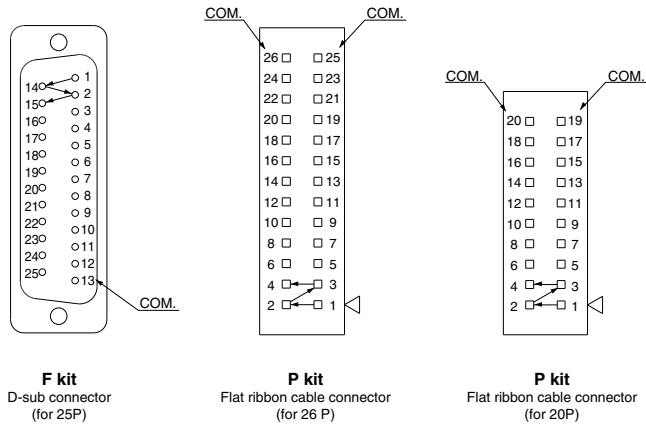 COM.
COM.
COM.
COM.
COM.
14 1
15 2
16 3
17 4
18 5
19 6
20 7
21 8
22 9
23 10
24 11
25 12
13
26 25
24 23
22 21
20 19
18 17
16 15
14 13
12 11
10 9
8 7
6 5
4 3
2 1
20 19
18 17
16 15
14 13
12 11
10 9
8 7
6 5
4 3
2 1
F kit
D-sub connector
(for 25P)
P kit
Flat ribbon cable connector
(for 26 P)
P kit
Flat ribbon cable connector
(for 20P)